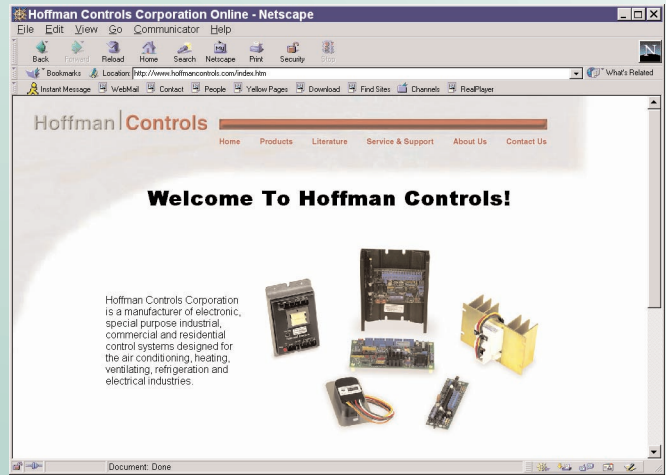 Hoffman Controls Corporation Online - Netscape
File Edit View Go Communicator Help
Back Forward Reload Home Search Netscape Print Security Stop
Bookmarks Location: http://www.hoffmancontrols.com/index.htm What's Related
Instant Message WebMail Contact People Yellow Pages Download Find Sites Channels RealPlayer
Hoffman Controls
Home Products Literature Service & Support About Us Contact Us
Welcome To Hoffman Controls!
Hoffman Controls Corporation
is a manufacturer of electronic,
special purpose industrial,
commercial and residential
control systems designed for
the air conditioning, heating,
ventilating, refrigeration and
electrical industries.
Document: Done